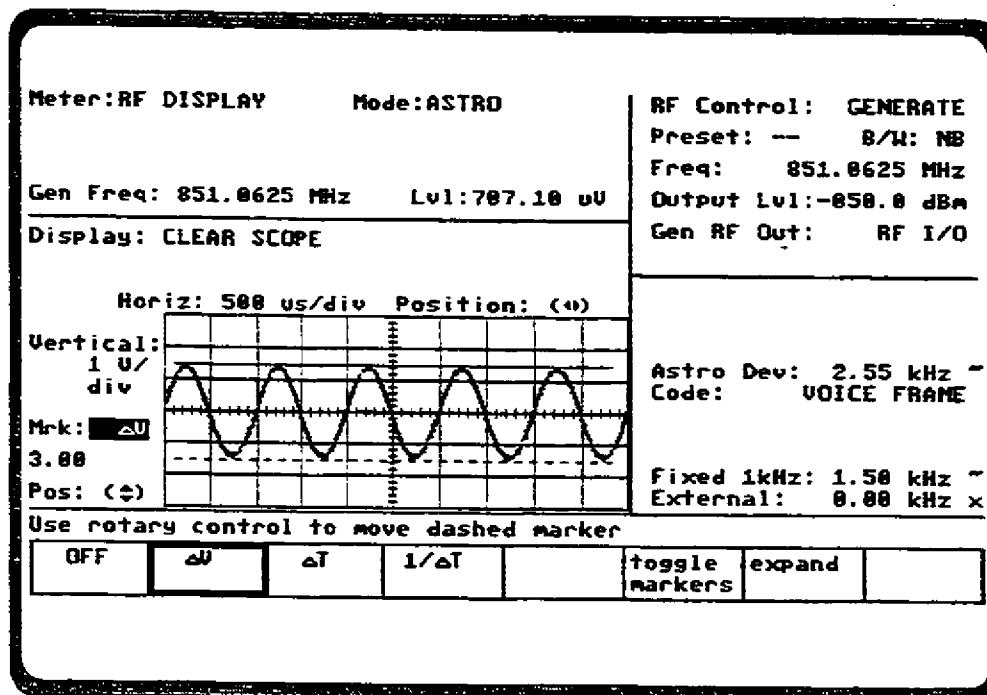 Meter:RF DISPLAY Mode:ASTRO
Gen Freq: 851.0625 MHz Lvl:707.10 uV
Display: CLEAR SCOPE
Horiz: 500 us/div Position: (◂▸)
Vertical:
1 V/
div
Mrk: △V
3.00
Pos: (▴▾)
RF Control: GENERATE
Preset: -- B/W: NB
Freq: 851.0625 MHz
Output Lvl:-050.0 dBm
Gen RF Out: RF I/O
Astro Dev: 2.55 kHz ~
Code: VOICE FRAME
Fixed 1kHz: 1.50 kHz ~
External: 0.00 kHz x
Use rotary control to move dashed marker
OFF △V △T 1/△T toggle markers expand